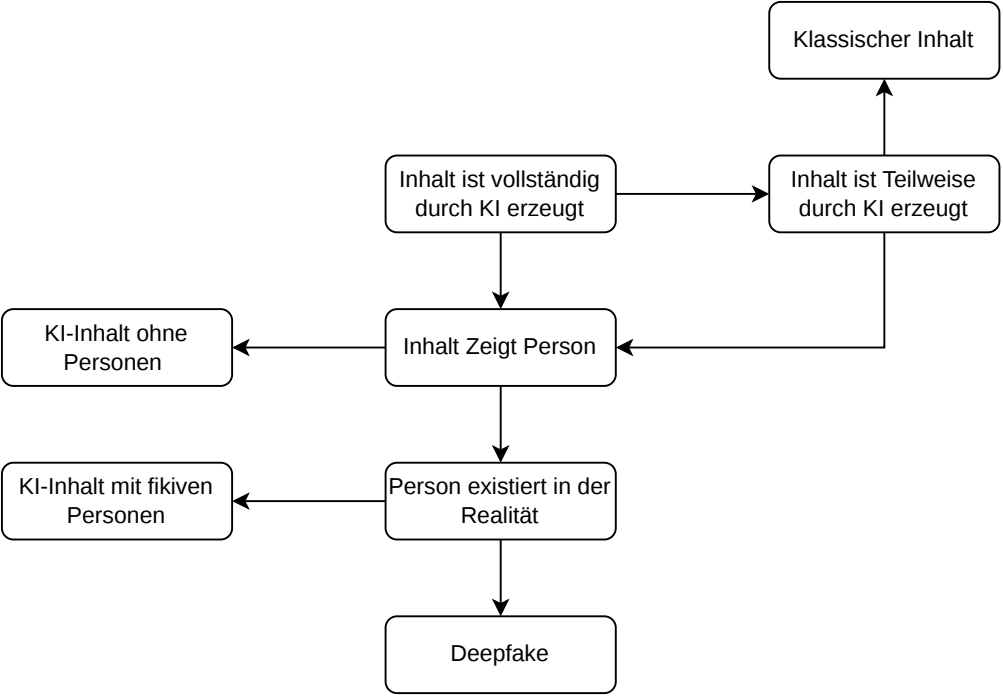 Klassischer Inhalt
Inhalt ist vollständig
durch KI erzeugt
Inhalt ist Teilweise
durch KI erzeugt
KI-Inhalt ohne
Personen
Inhalt Zeigt Person
KI-Inhalt mit fikiven
Personen
Person existiert in der
Realität
Deepfake